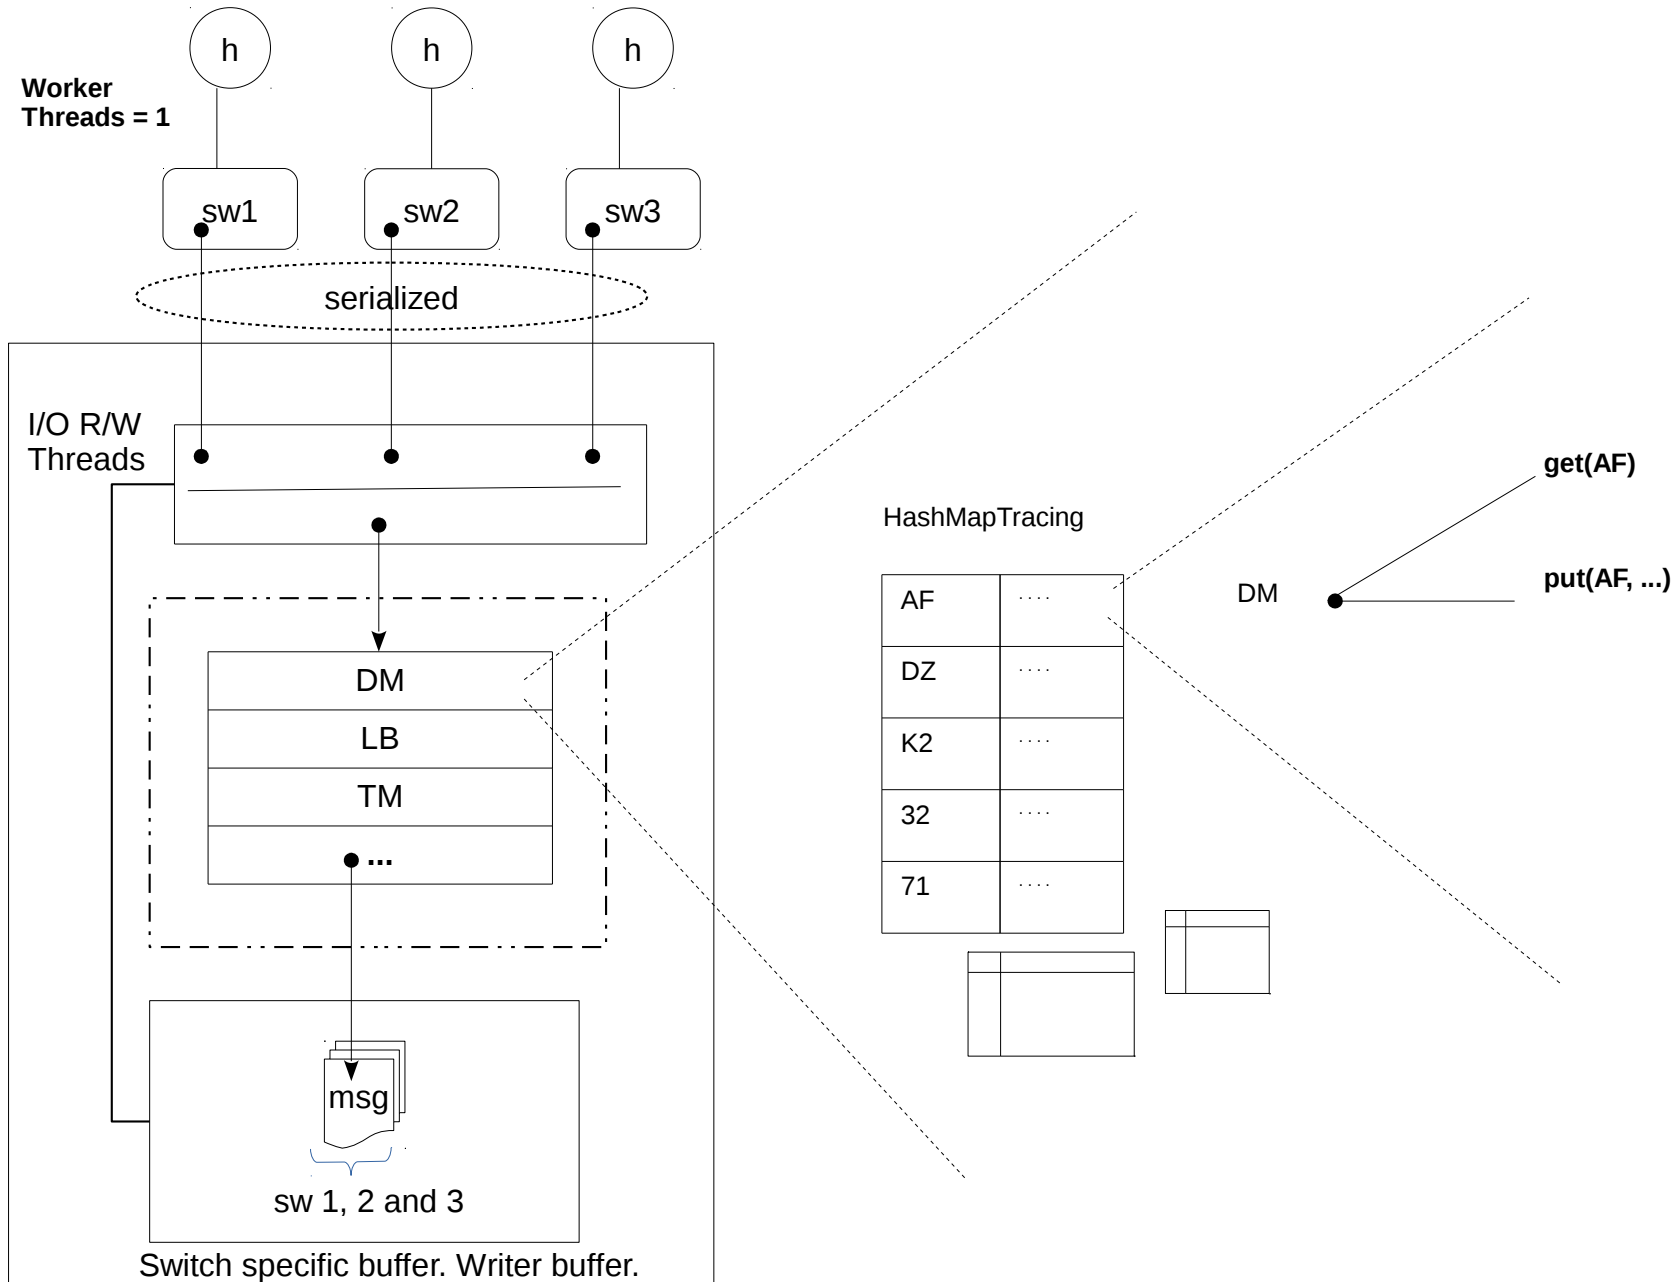 h
h
h
Worker
Threads = 1
sw1
sw2
sw3
serialized
I/O R/W
Threads
DM
LB
TM
...
msg
sw 1, 2 and 3
Switch specific buffer. Writer buffer.
HashMapTracing
AF
....
DZ
....
K2
....
32
....
71
....
DM
get(AF)
put(AF, ...)